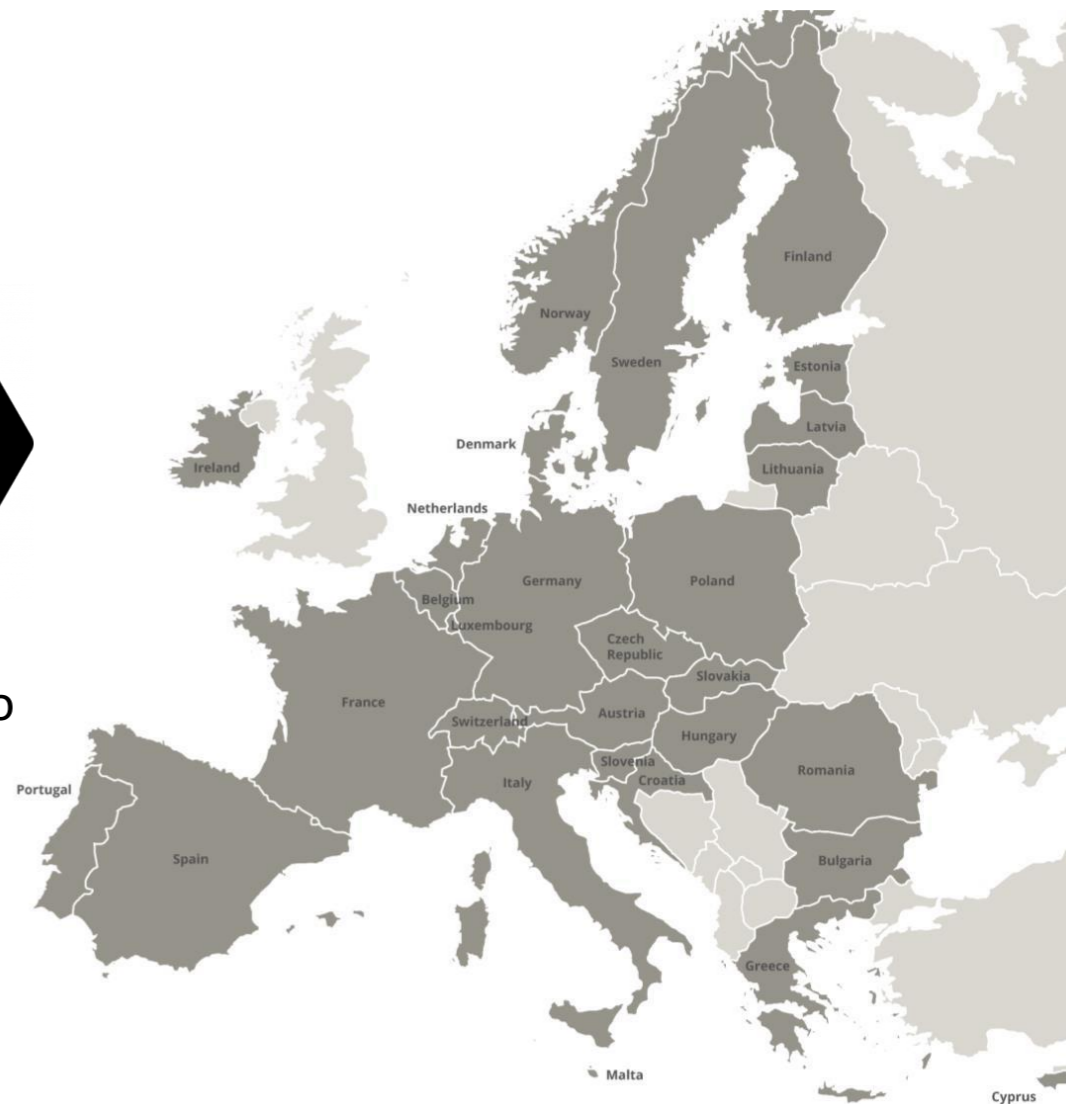 Finland
Norway
Sweden
Estonia
Latvia
Denmark
Ireland
Lithuania
Netherlands
Germany
Poland
Belgium
Luxembourg
Czech
Republic
Slovakia
France
Switzerland
Austria
Hungary
Slovenia
Croatia
Italy
Romania
Portugal
Spain
Bulgaria
Greece
Malta
Cyprus